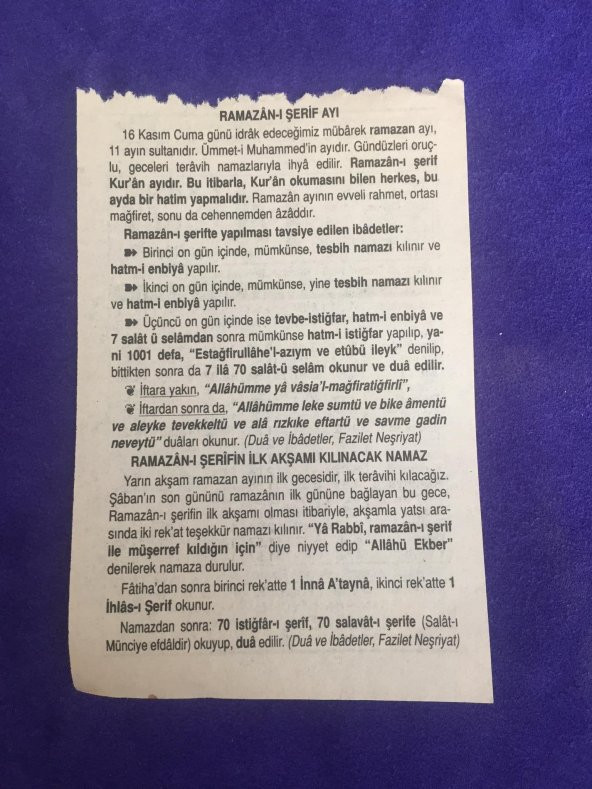 RAMAZÂN-I ŞERİF AYI
16 Kasım Cuma günü idrâk edeceğimiz mübârek ramazan ayı,
11 ayın sultanıdır. Ümmet-i Muhammed'in ayıdır. Gündüzleri oruç-
lu, geceleri terâvih namazlarıyla ihyâ edilir. Ramazân-ı şerif
Kur'ân ayıdır. Bu itibarla, Kur'ân okumasını bilen herkes, bu
ayda bir hatim yapmalıdır. Ramazân ayının evveli rahmet, ortası
mağfiret, sonu da cehennemden âzâddır.
Ramazân-ı şerifte yapılması tavsiye edilen ibâdetler:
➽ Birinci on gün içinde, mümkünse, tesbih namazı kılınır ve
hatm-i enbiyâ yapılır.
➽ İkinci on gün içinde, mümkünse, yine tesbih namazı kılınır
ve hatm-i enbiyâ yapılır.
➽ Üçüncü on gün içinde ise tevbe-istiğfar, hatm-i enbiyâ ve
7 salât ü selâmdan sonra mümkünse hatm-i istiğfar yapılıp, ya-
ni 1001 defa, "Estağfirullâhe'l-azıym ve etûbü ileyk" denilip,
bittikten sonra da 7 ilâ 70 salât-ü selâm okunur ve duâ edilir.
❦ İftara yakın, "Allâhümme yâ vâsia'l-mağfiratiğfirlî",
❦ İftardan sonra da, "Allâhümme leke sumtü ve bike âmentü
ve aleyke tevekkeltü ve alâ rızkıke eftartü ve savme gadin
neveytü" duâları okunur. (Duâ ve İbâdetler, Fazilet Neşriyat)
RAMAZÂN-I ŞERİFİN İLK AKŞAMI KILINACAK NAMAZ
Yarin akşam ramazan ayının ilk gecesidir, ilk terâvihi kılacağız.
Şâban'ın son gününü ramazânın ilk gününe bağlayan bu gece,
Ramazân-ı şerifin ilk akşamı olması itibariyle, akşamla yatsı ara-
sında iki rek'at teşekkür namazı kılınır. "Yâ Rabbî, ramazân-ı şerif
ile müşerref kıldığın için" diye niyyet edip "Allâhü Ekber"
denilerek namaza durulur.
Fâtiha'dan sonra birinci rek'atte 1 İnnâ A'taynâ, ikinci rek'atte 1
İhlâs-ı Şerif okunur.
Namazdan sonra: 70 istiğfâr-ı şerîf, 70 salavât-ı şerife (Salât-ı
Münciye efdâldir) okuyup, duâ edilir. (Duâ ve İbâdetler, Fazilet Neşriyat)